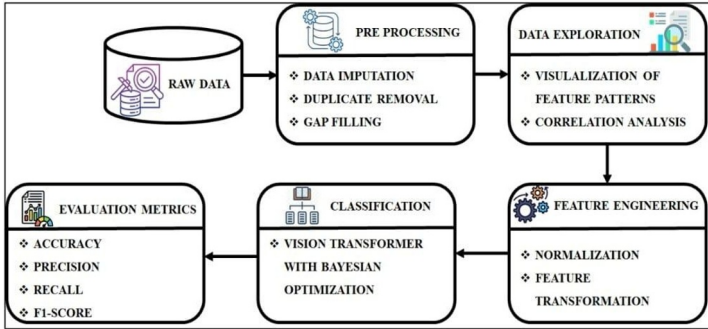 RAW DATA
PRE PROCESSING
❖ DATA IMPUTATION
❖ DUPLICATE REMOVAL
❖ GAP FILLING
DATA EXPLORATION
❖ VISULALIZATION OF
FEATURE PATTERNS
❖ CORRELATION ANALYSIS
FEATURE ENGINEERING
❖ NORMALIZATION
❖ FEATURE
TRANSFORMATION
CLASSIFICATION
❖ VISION TRANSFORMER
WITH BAYESIAN
OPTIMIZATION
EVALUATION METRICS
❖ ACCURACY
❖ PRECISION
❖ RECALL
❖ F1-SCORE